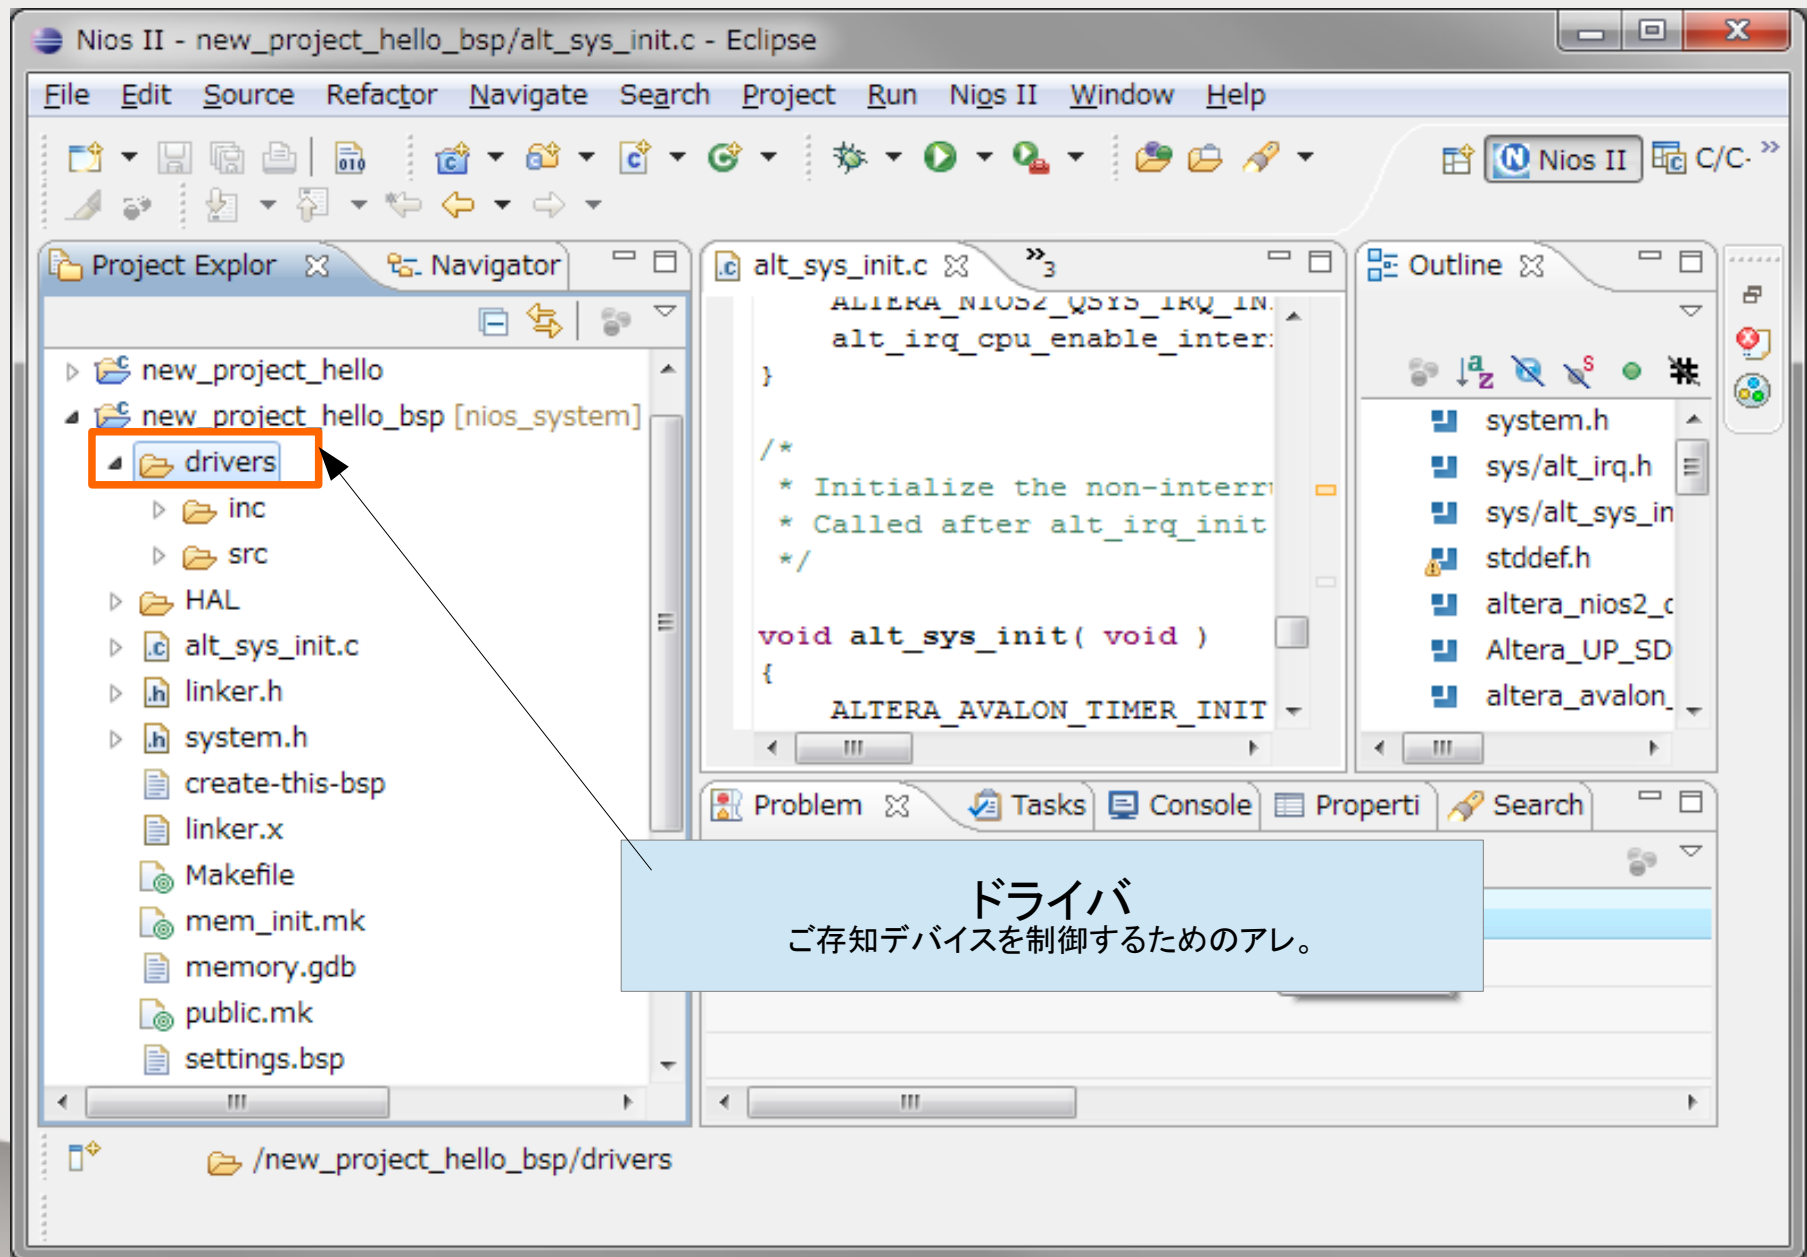 Nios II - new_project_hello_bsp/alt_sys_init.c - Eclipse
File Edit Source Refactor Navigate Search Project Run Nios II Window Help
Nios II C/C- »
Project Explor Navigator
new_project_hello
new_project_hello_bsp [nios_system]
drivers
inc
src
HAL
alt_sys_init.c
linker.h
system.h
create-this-bsp
linker.x
Makefile
mem_init.mk
memory.gdb
public.mk
settings.bsp
alt_sys_init.c »3
ALTERA_NIOS2_QSYS_IRQ_IN
alt_irq_cpu_enable_inter
}
/*
* Initialize the non-interr
* Called after alt_irq_init
*/
void alt_sys_init( void )
{
ALTERA_AVALON_TIMER_INIT
Outline
system.h
sys/alt_irq.h
sys/alt_sys_in
stddef.h
altera_nios2_
Altera_UP_SD
altera_avalon_
Problem Tasks Console Properti Search
ドライバ
ご存知デバイスを制御するためのアレ。
/new_project_hello_bsp/drivers